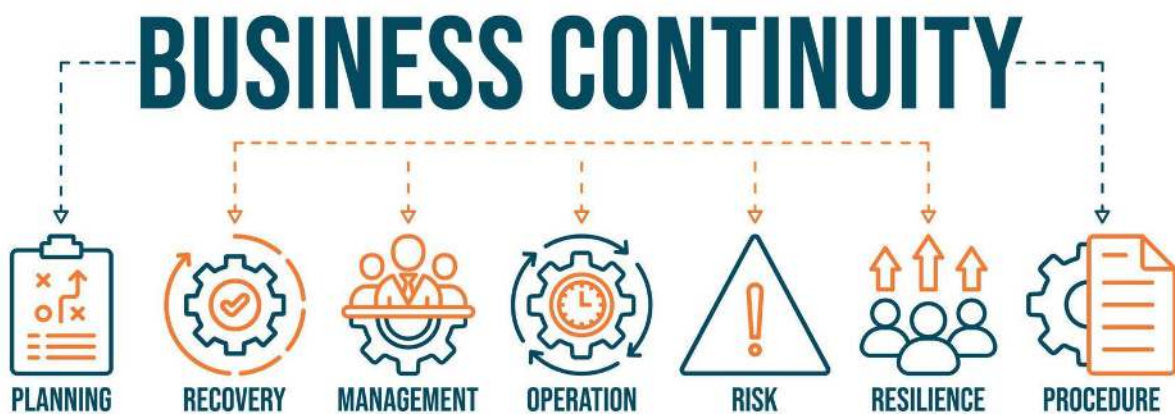 BUSINESS CONTINUITY
PLANNING
RECOVERY
MANAGEMENT
OPERATION
RISK
RESILIENCE
PROCEDURE